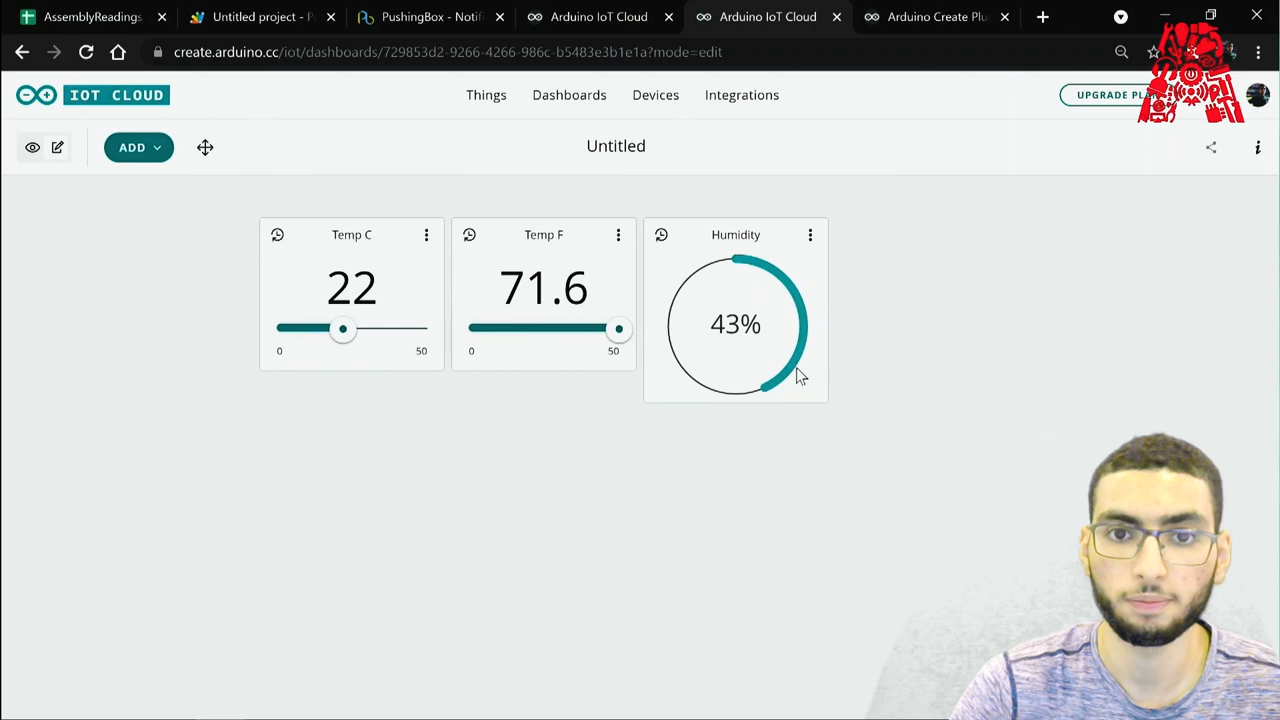 AssemblyReadings
Untitled project - P
PushingBox - Notifi
Arduino IoT Cloud
Arduino IoT Cloud
Arduino Create Plu
create.arduino.cc/iot/dashboards/729853d2-9266-426e-986c-b5483e3b1e1a?mode=edit
IOT CLOUD
Things
Dashboards
Devices
Integrations
UPGRADE PLA
ADD
Untitled
Temp C
22
0
50
Temp F
71.6
0
50
Humidity
43%